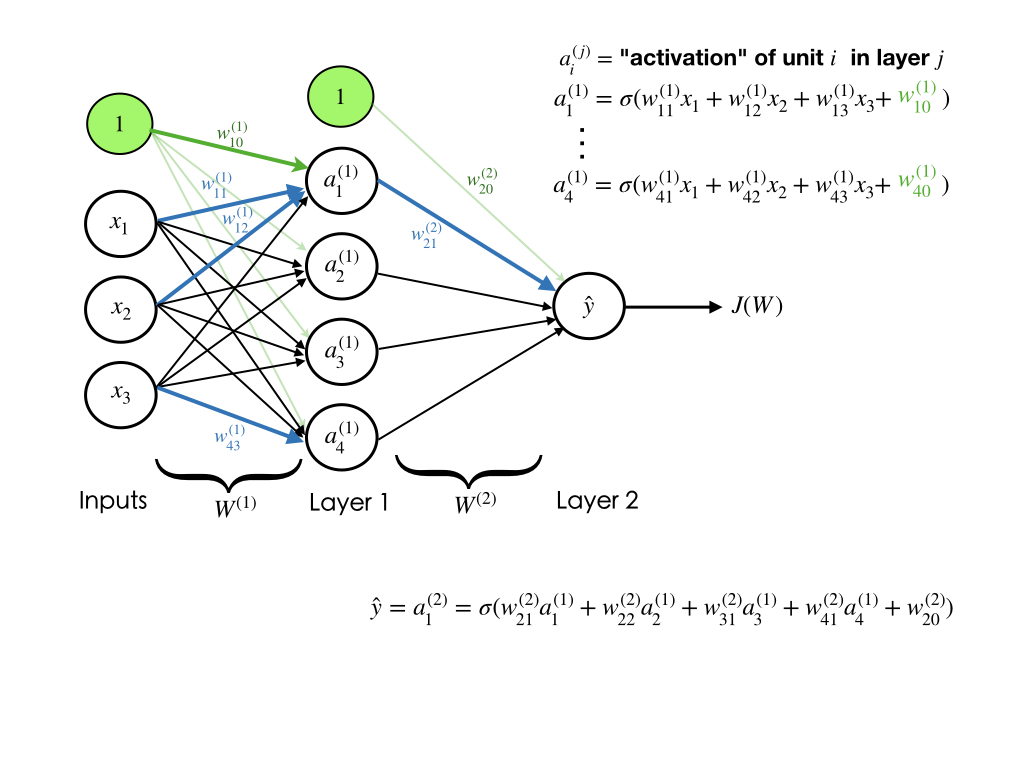 a_i^{(j)} = "activation" of unit i in layer j
a_1^{(1)} = σ(w_{11}^{(1)}x_1 + w_{12}^{(1)}x_2 + w_{13}^{(1)}x_3 + w_{10}^{(1)})
⋮
a_4^{(1)} = σ(w_{41}^{(1)}x_1 + w_{42}^{(1)}x_2 + w_{43}^{(1)}x_3 + w_{40}^{(1)})
1
1
w_{10}^{(1)}
w_{11}^{(1)}
w_{12}^{(1)}
w_{20}^{(2)}
w_{21}^{(2)}
x_1
x_2
x_3
a_1^{(1)}
a_2^{(1)}
a_3^{(1)}
a_4^{(1)}
ŷ
J(W)
w_{43}^{(1)}
Inputs
W^{(1)}
Layer 1
W^{(2)}
Layer 2
ŷ = a_1^{(2)} = σ(w_{21}^{(2)}a_1^{(1)} + w_{22}^{(2)}a_2^{(1)} + w_{31}^{(2)}a_3^{(1)} + w_{41}^{(2)}a_4^{(1)} + w_{20}^{(2)})